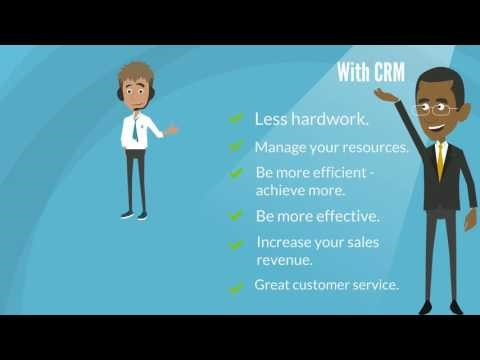 With CRM
Less hardwork.
Manage your resources.
Be more efficient -
achieve more.
Be more effective.
Increase your sales
revenue.
Great customer service.